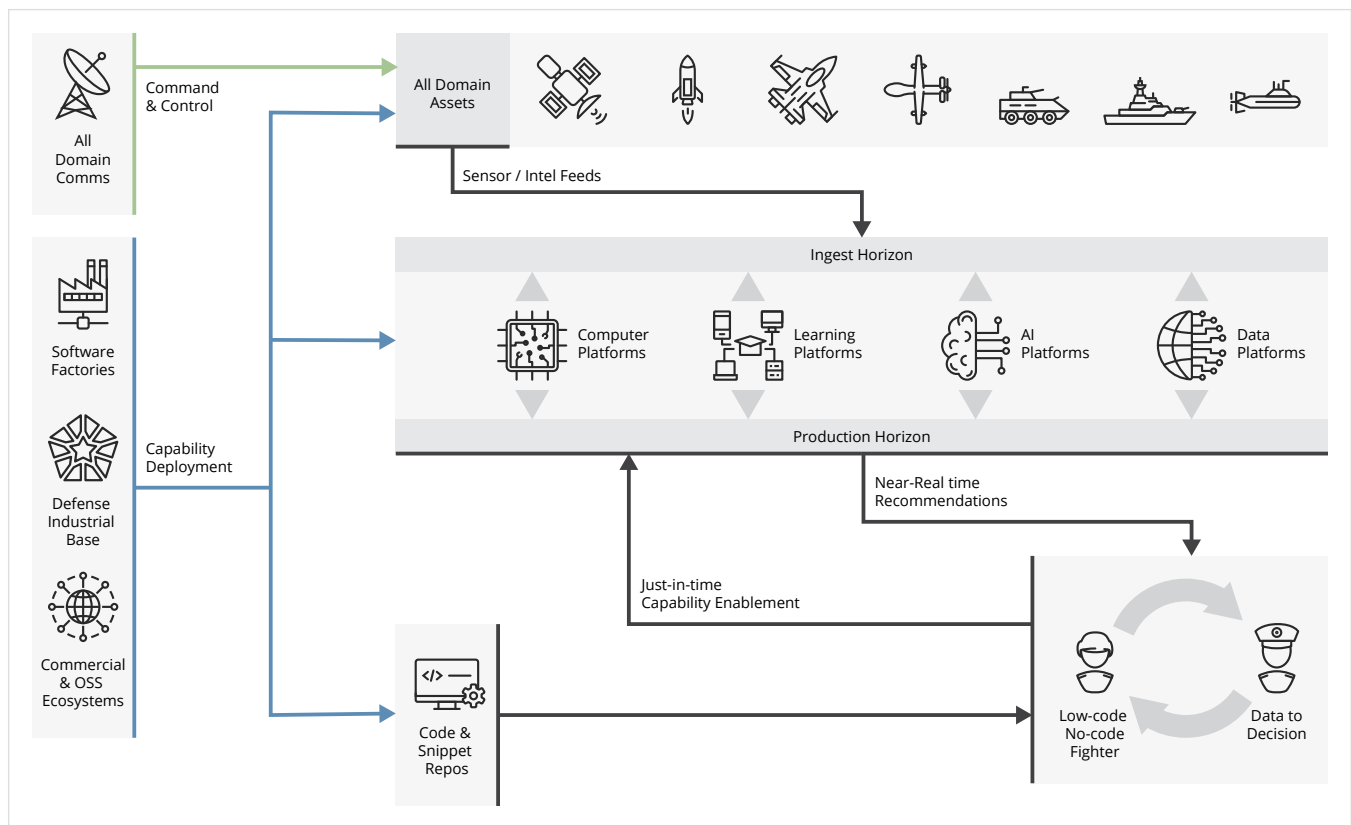 All
Domain
Comms
Command
& Control
All Domain
Assets
Sensor / Intel Feeds
Software
Factories
Defense
Industrial
Base
Commercial
& OSS
Ecosystems
Capability
Deployment
Ingest Horizon
Computer
Platforms
Learning
Platforms
AI
Platforms
Data
Platforms
Production Horizon
Near-Real time
Recommendations
Just-in-time
Capability Enablement
</>
Code &
Snippet
Repos
Low-code
No-code
Fighter
Data to
Decision